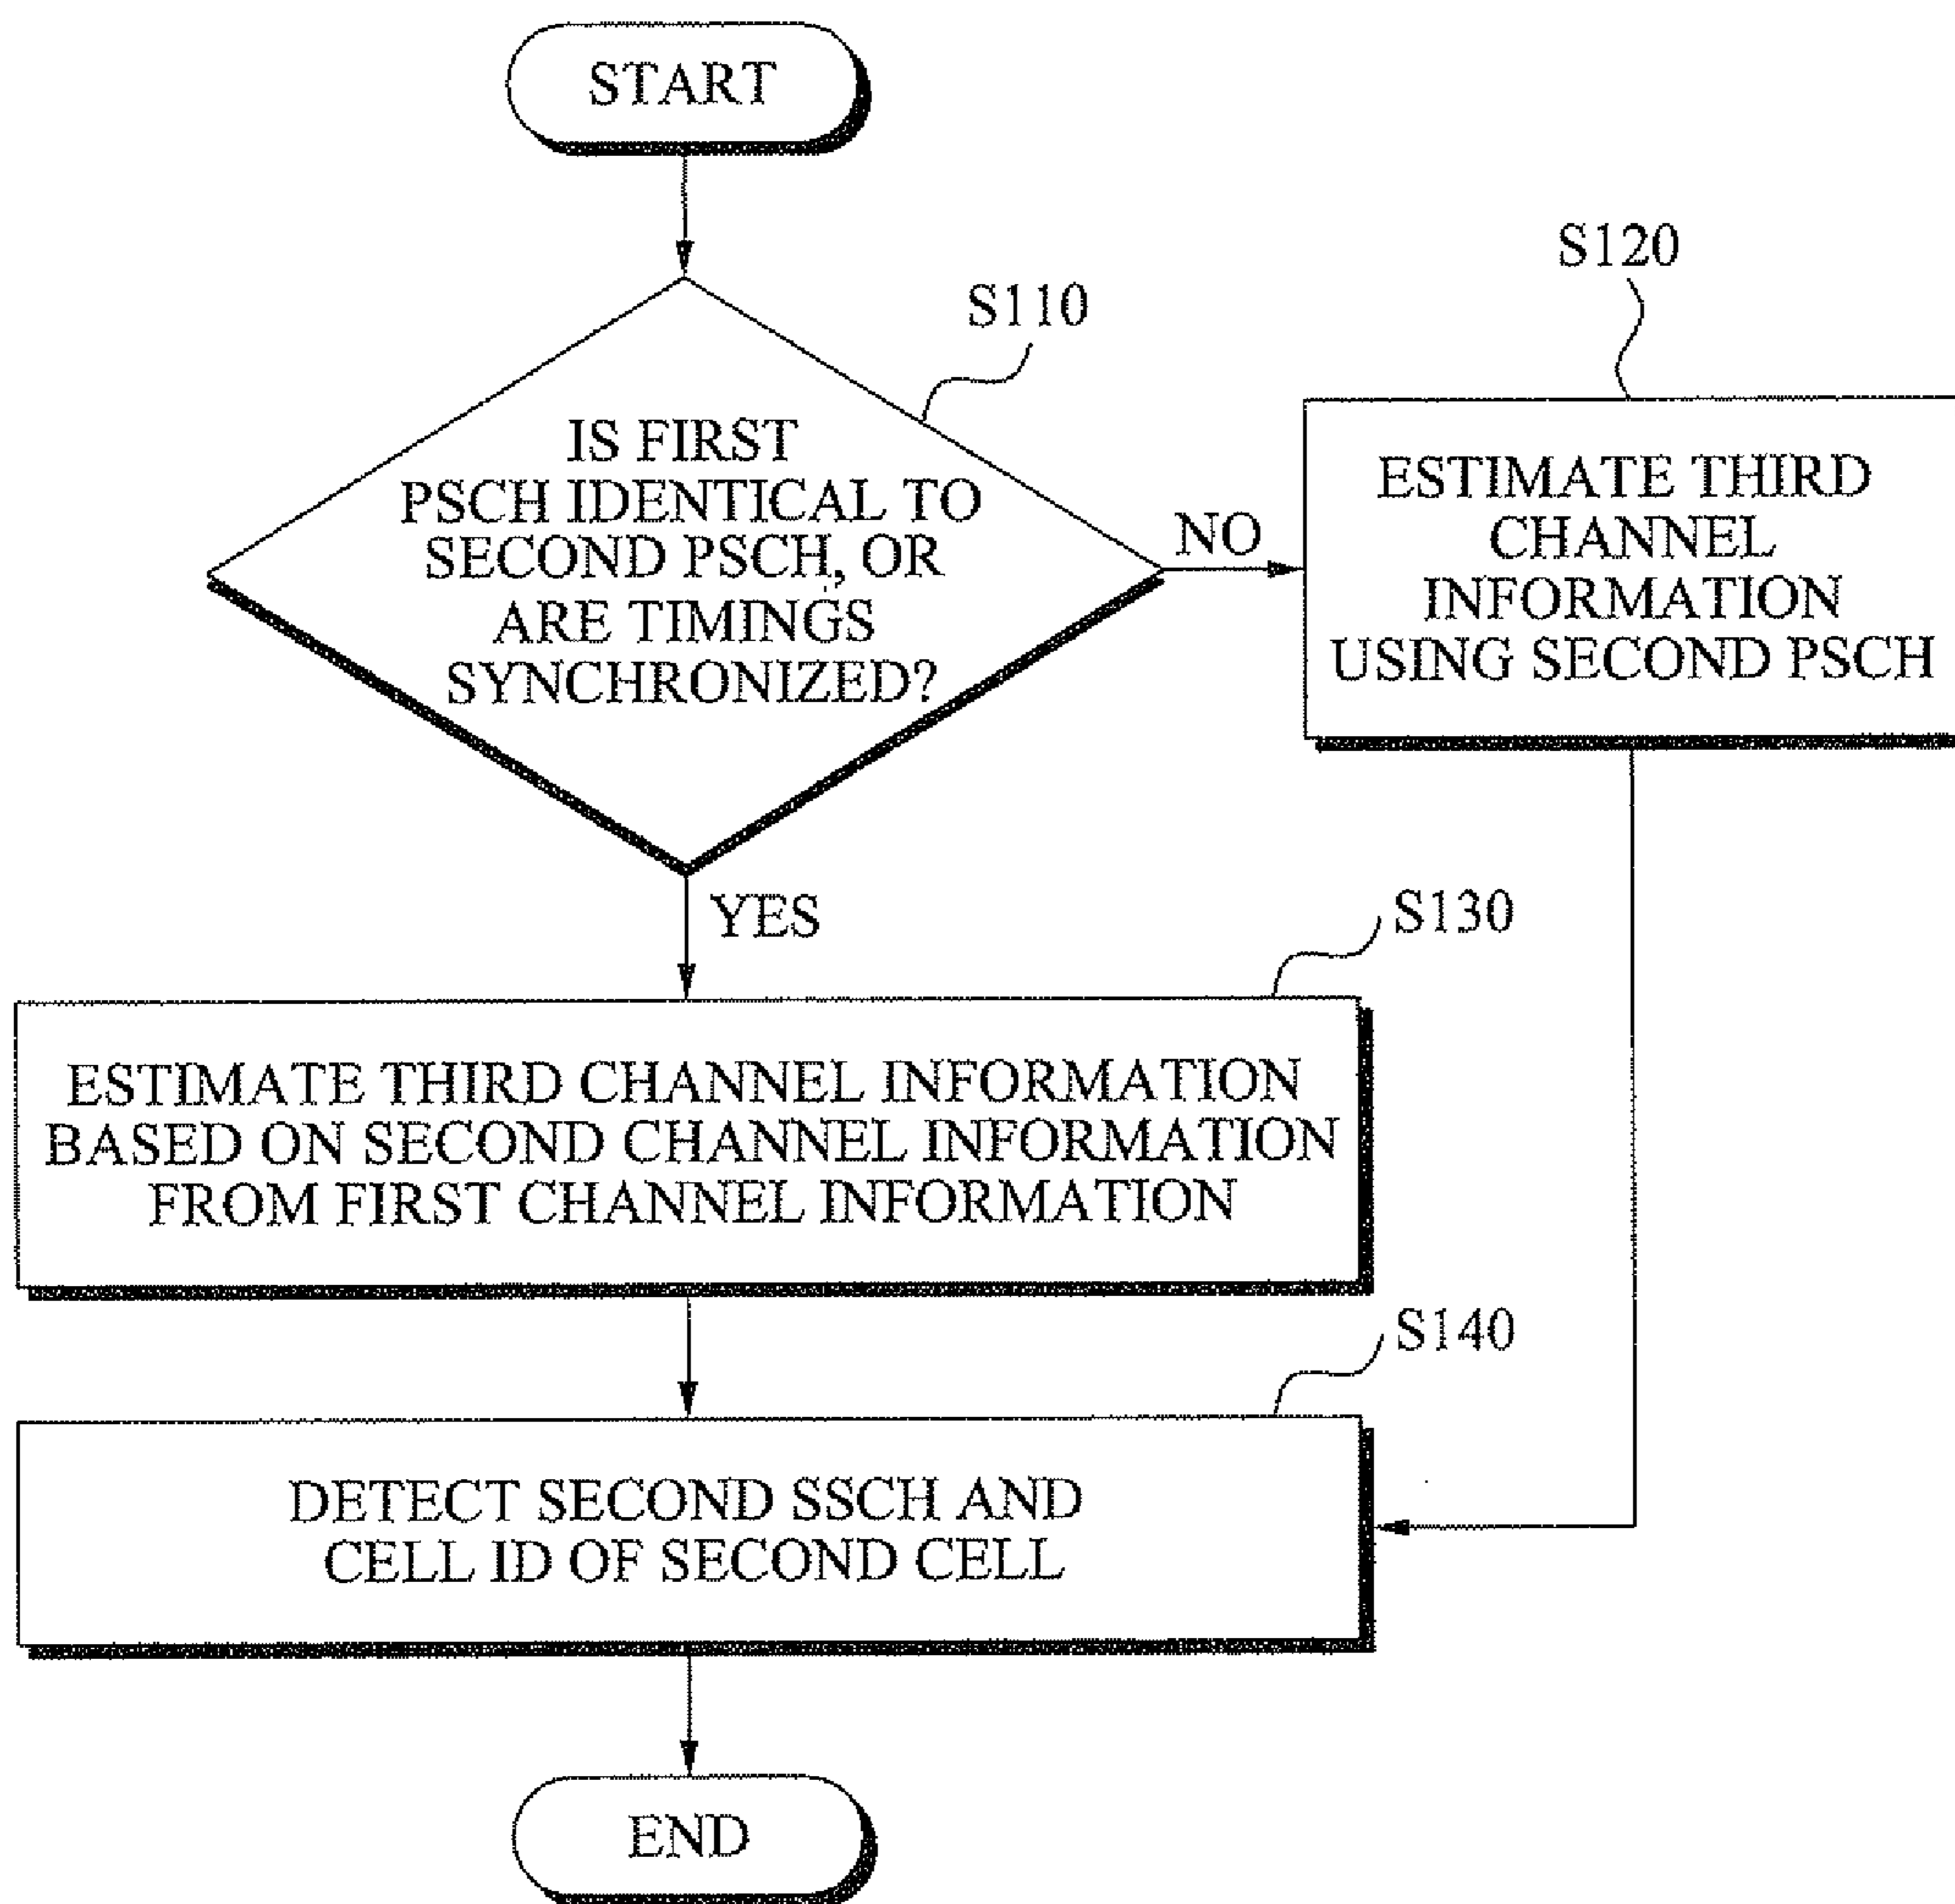 START
S110
S120
IS FIRST
PSCH IDENTICAL TO
SECOND PSCH, OR
ARE TIMINGS
SYNCHRONIZED?
NO
ESTIMATE THIRD
CHANNEL
INFORMATION
USING SECOND PSCH
YES
S130
ESTIMATE THIRD CHANNEL INFORMATION
BASED ON SECOND CHANNEL INFORMATION
FROM FIRST CHANNEL INFORMATION
S140
DETECT SECOND SSCH AND
CELL ID OF SECOND CELL
END